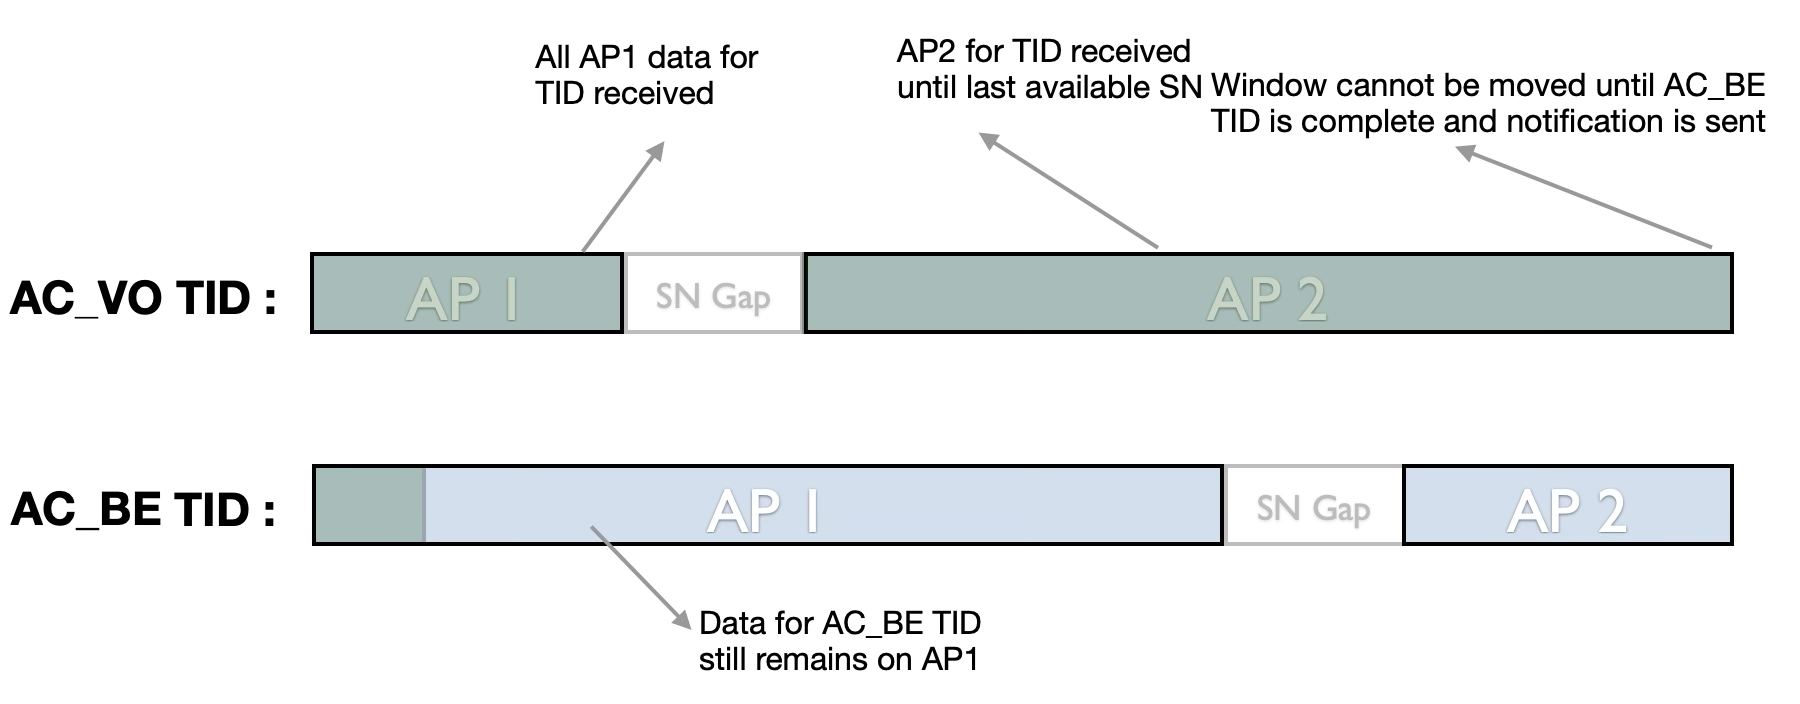 All AP1 data for
TID received
AP2 for TID received
until last available SN
Window cannot be moved until AC_BE
TID is complete and notification is sent
AC_VO TID :
AP 1
SN Gap
AP 2
AC_BE TID :
AP 1
SN Gap
AP 2
Data for AC_BE TID
still remains on AP1